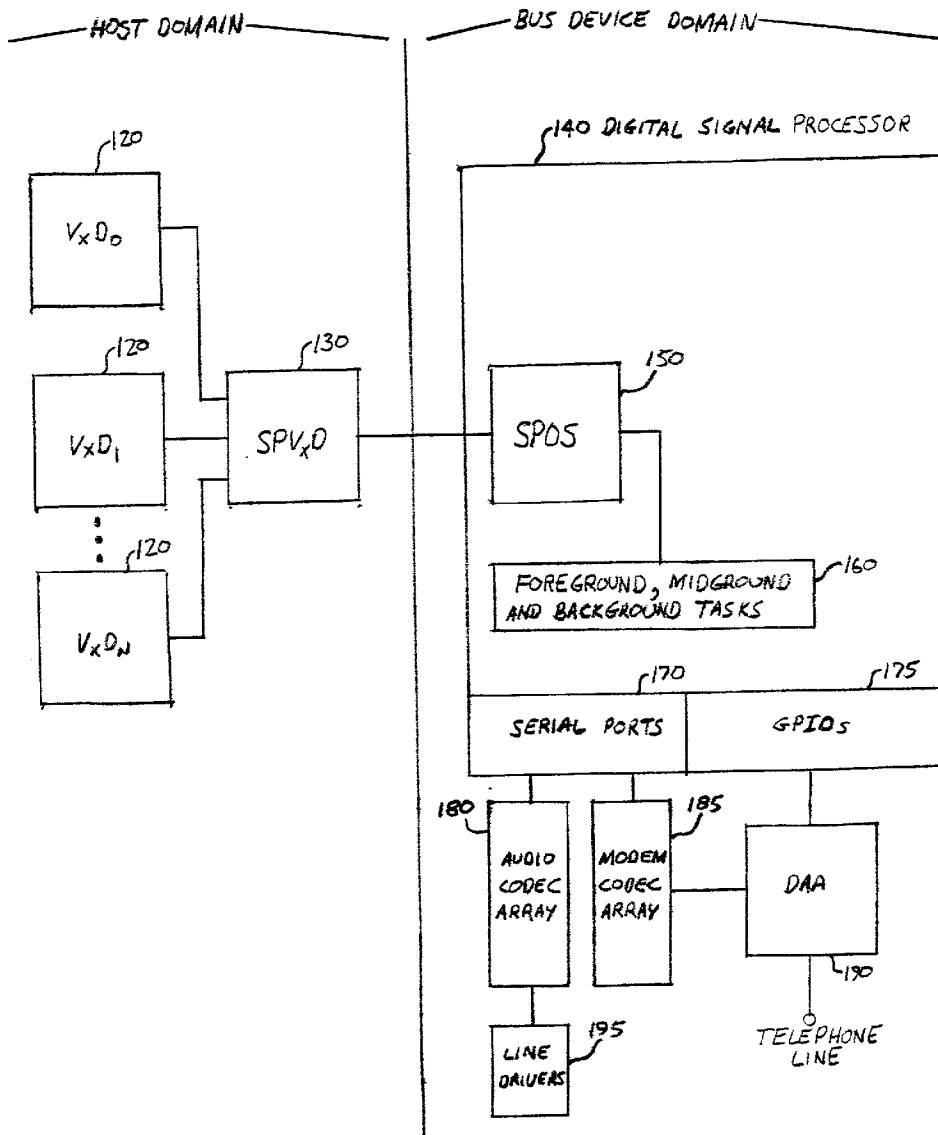 HOST DOMAIN
BUS DEVICE DOMAIN
140 DIGITAL SIGNAL PROCESSOR
120
VxD0
120
130
150
VxD1
SPVxD
SPOS
120
VxDN
160
FOREGROUND, MIDGROUND
AND BACKGROUND TASKS
170
175
SERIAL PORTS
GPIOs
180
185
AUDIO
CODEC
ARRAY
MODEM
CODEC
ARRAY
DAA
190
195
LINE
DRIVERS
TELEPHONE
LINE